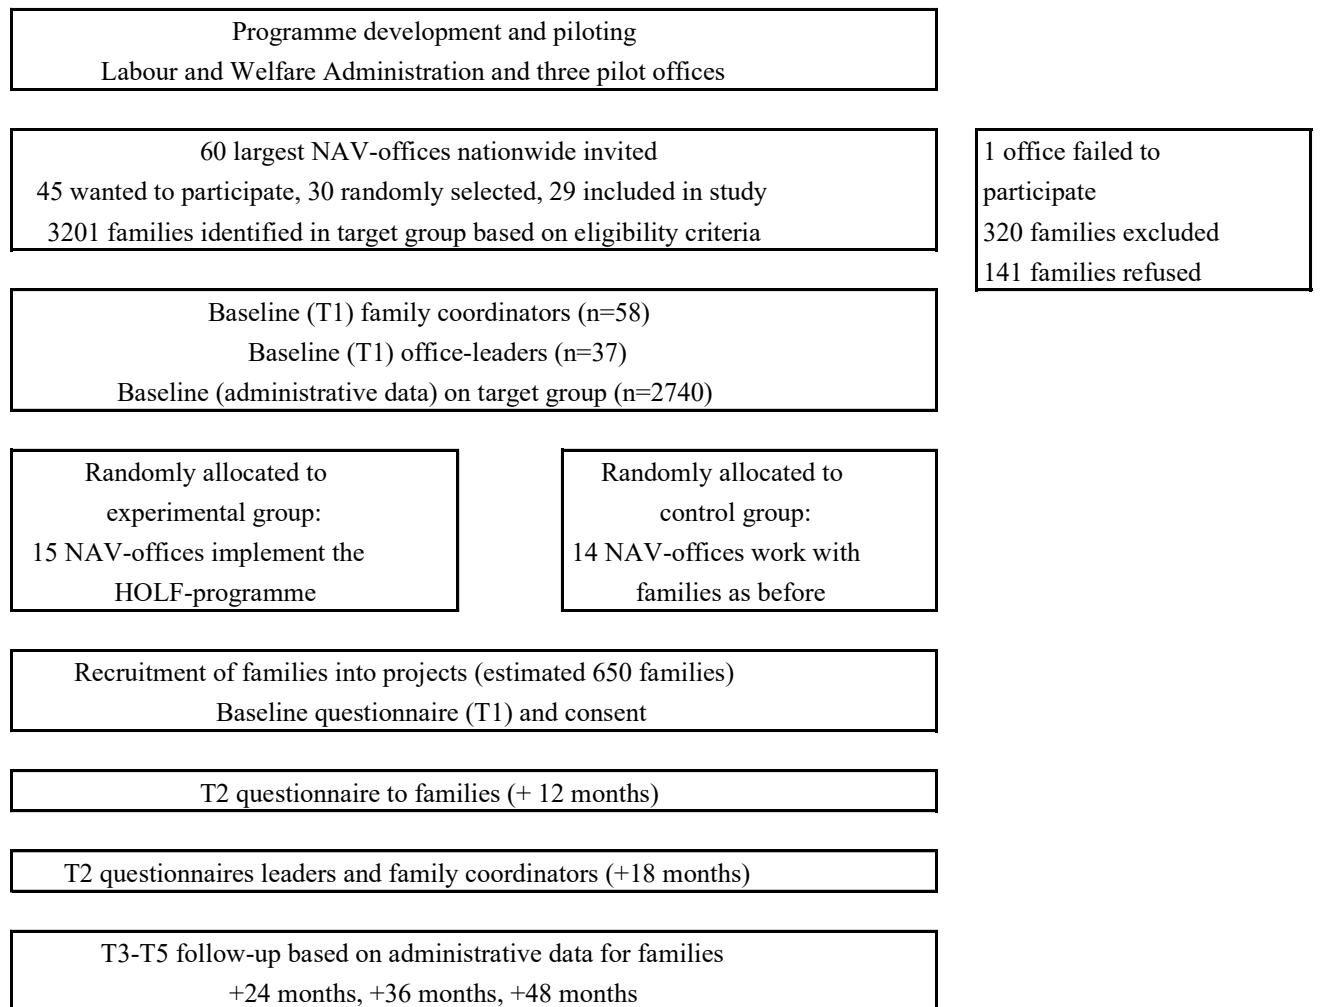 Programme development and piloting
Labour and Welfare Administration and three pilot offices
60 largest NAV-offices nationwide invited
45 wanted to participate, 30 randomly selected, 29 included in study
3201 families identified in target group based on eligibility criteria
1 office failed to
participate
320 families excluded
141 families refused
Baseline (T1) family coordinators (n=58)
Baseline (T1) office-leaders (n=37)
Baseline (administrative data) on target group (n=2740)
Randomly allocated to
experimental group:
15 NAV-offices implement the
HOLF-programme
Randomly allocated to
control group:
14 NAV-offices work with
families as before
Recruitment of families into projects (estimated 650 families)
Baseline questionnaire (T1) and consent
T2 questionnaire to families (+ 12 months)
T2 questionnaires leaders and family coordinators (+18 months)
T3-T5 follow-up based on administrative data for families
+24 months, +36 months, +48 months